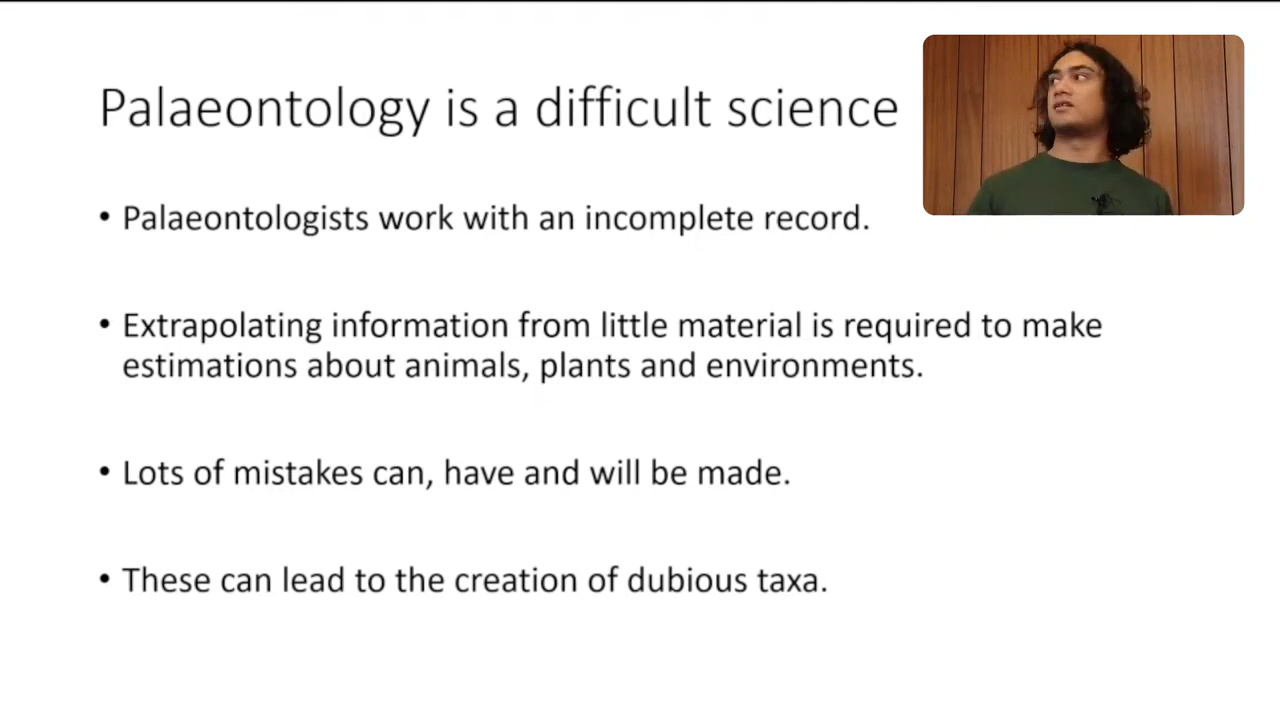 Palaeontology is a difficult science
• Palaeontologists work with an incomplete record.
• Extrapolating information from little material is required to make
estimations about animals, plants and environments.
• Lots of mistakes can, have and will be made.
• These can lead to the creation of dubious taxa.